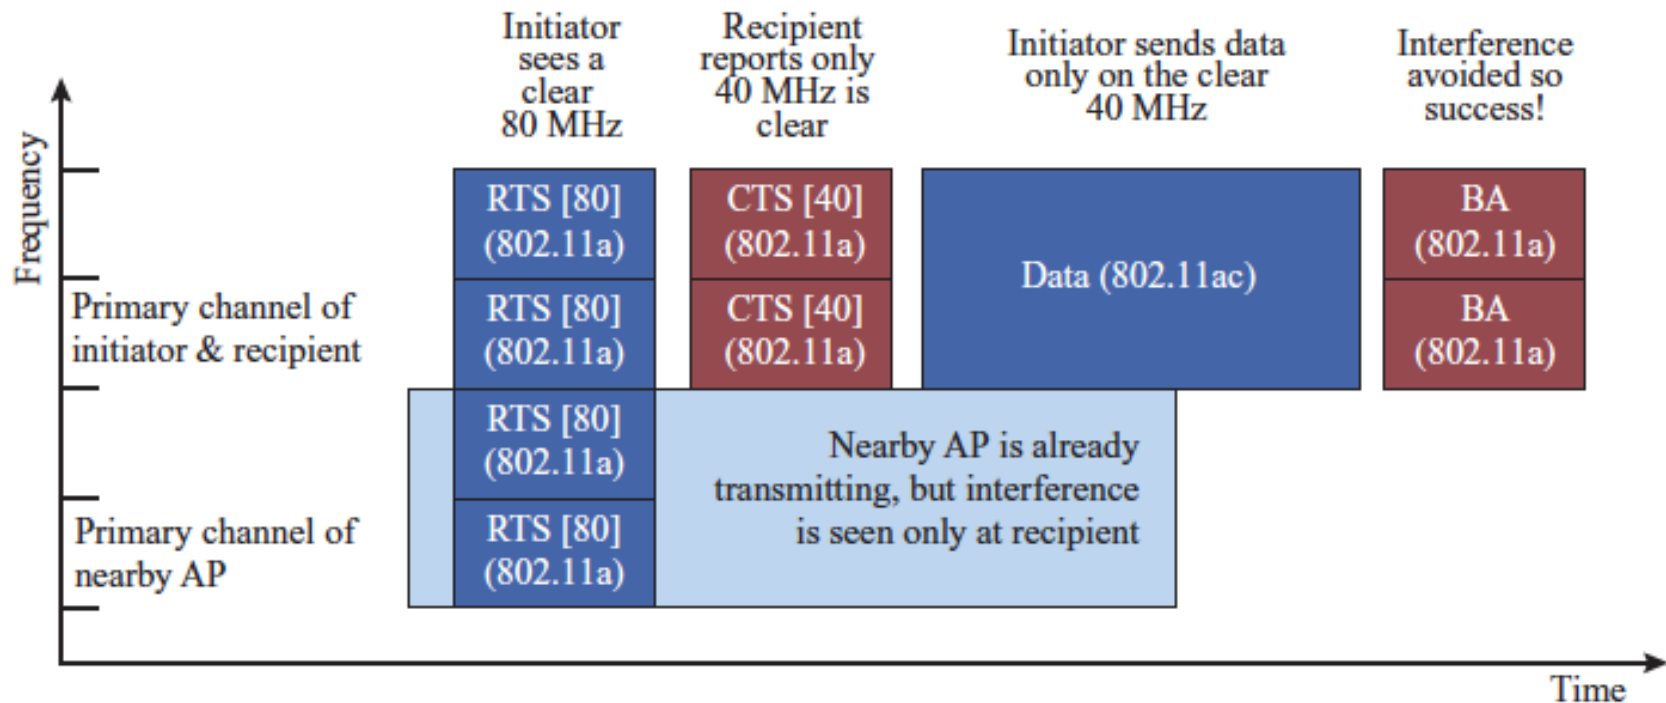 Initiator
sees a
clear
80 MHz
Recipient
reports only
40 MHz is
clear
Initiator sends data
only on the clear
40 MHz
Interference
avoided so
success!
Frequency
RTS [80]
(802.11a)
CTS [40]
(802.11a)
Data (802.11ac)
BA
(802.11a)
Primary channel of
initiator & recipient
RTS [80]
(802.11a)
CTS [40]
(802.11a)
BA
(802.11a)
RTS [80]
(802.11a)
Nearby AP is already
transmitting, but interference
is seen only at recipient
Primary channel of
nearby AP
RTS [80]
(802.11a)
Time